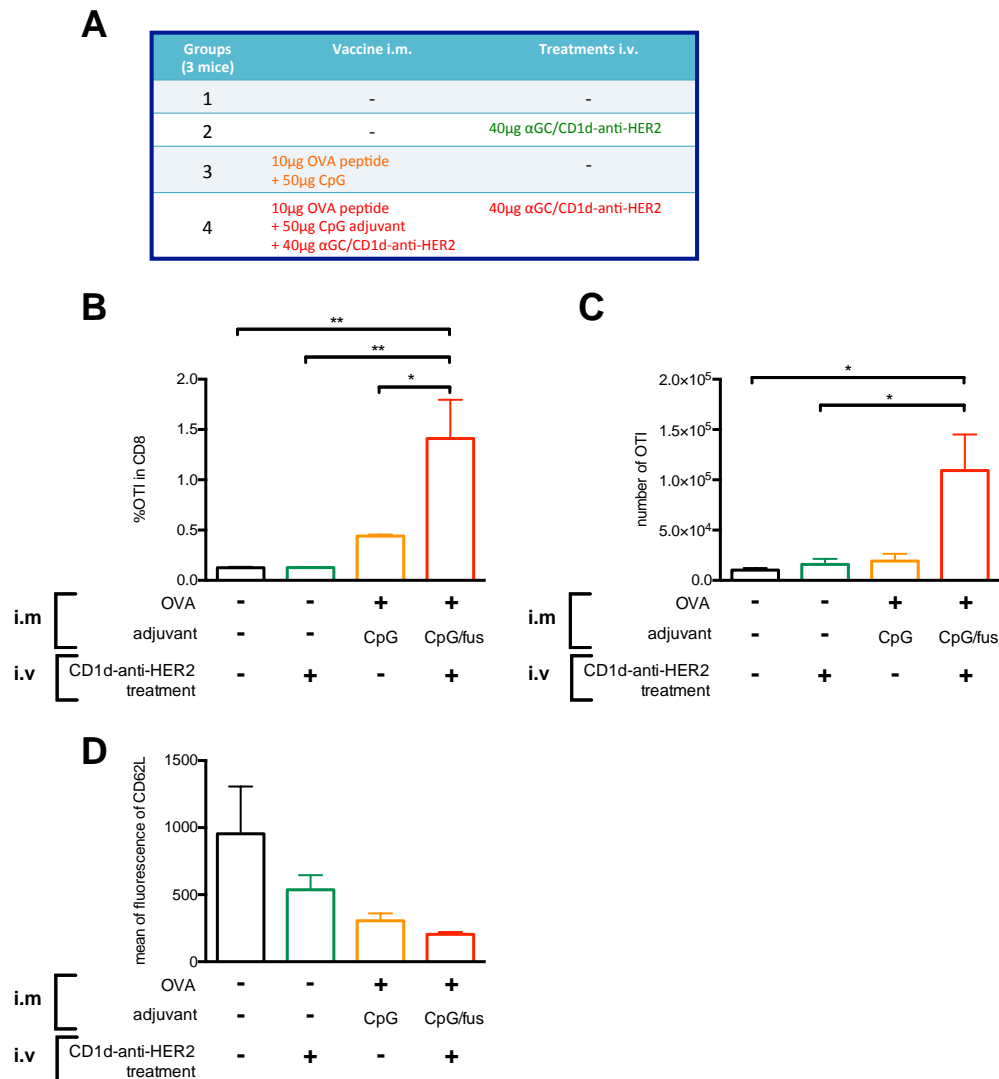 A
Groups (3 mice) Vaccine i.m. Treatments i.v.
1 - -
2 - 40µg αGC/CD1d-anti-HER2
3 10µg OVA peptide + 50µg CpG -
4 10µg OVA peptide + 50µg CpG adjuvant + 40µg αGC/CD1d-anti-HER2 40µg αGC/CD1d-anti-HER2
B
**
**
*
%OTI in CD8
2.0
1.5
1.0
0.5
0.0
i.m
OVA - - + +
adjuvant - - CpG CpG/fus
i.v
CD1d-anti-HER2 treatment - + - +
C
*
*
number of OTI
2.0×10⁵
1.5×10⁵
1.0×10⁵
5.0×10⁴
0.0
i.m
OVA - - + +
adjuvant - - CpG CpG/fus
i.v
CD1d-anti-HER2 treatment - + - +
D
mean of fluorescence of CD62L
1500
1000
500
0
i.m
OVA - - + +
adjuvant - - CpG CpG/fus
i.v
CD1d-anti-HER2 treatment - + - +